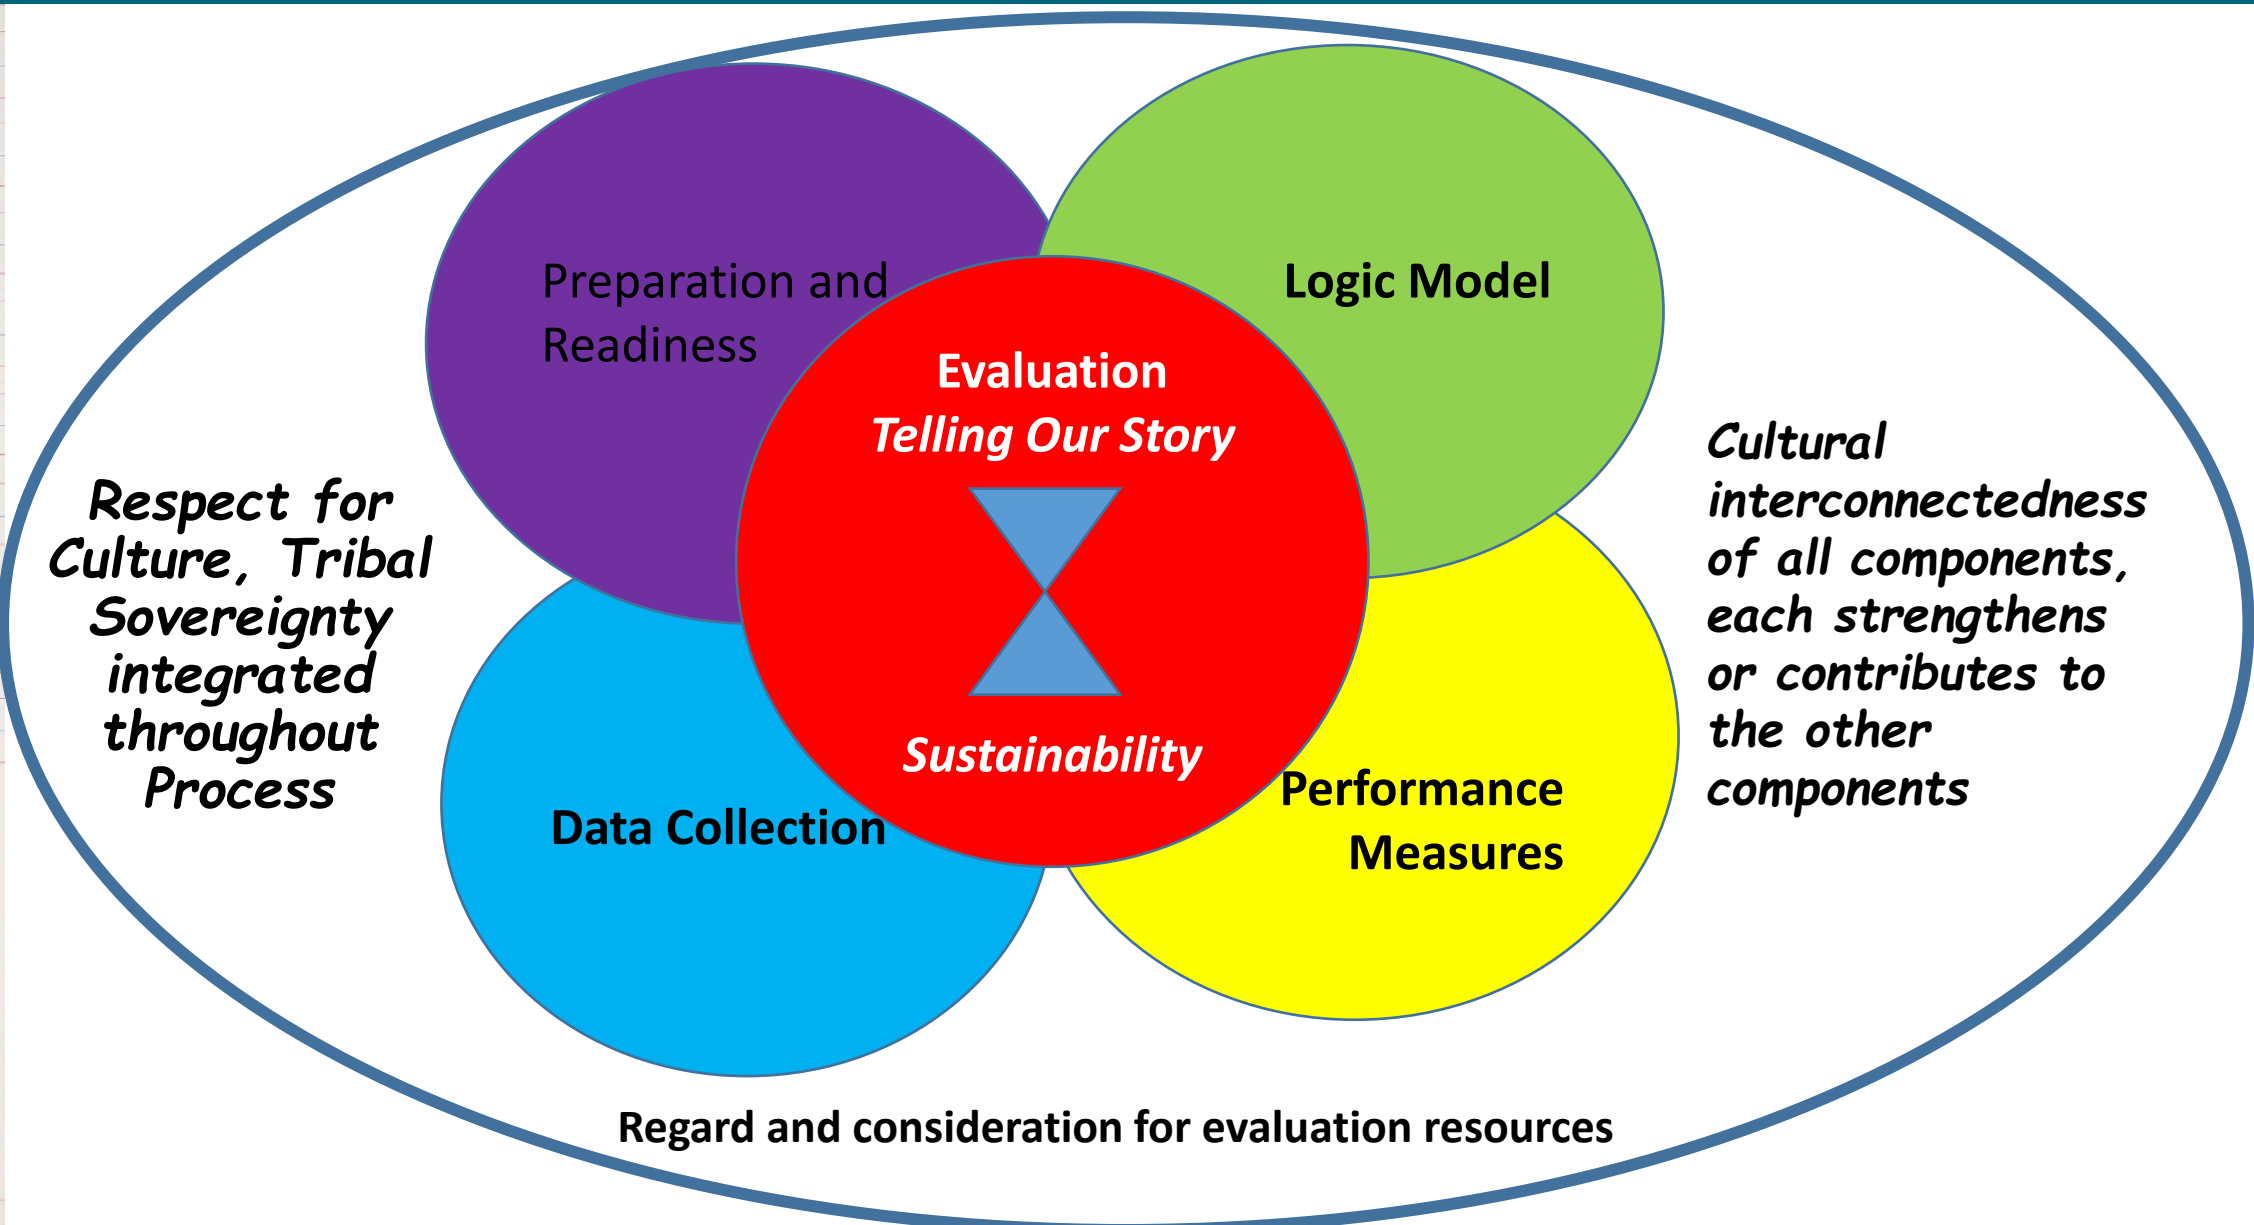 Preparation and
Readiness
Logic Model
Evaluation
Telling Our Story
Sustainability
Respect for
Culture, Tribal
Sovereignty
integrated
throughout
Process
Cultural
interconnectedness
of all components,
each strengthens
or contributes to
the other
components
Data Collection
Performance
Measures
Regard and consideration for evaluation resources